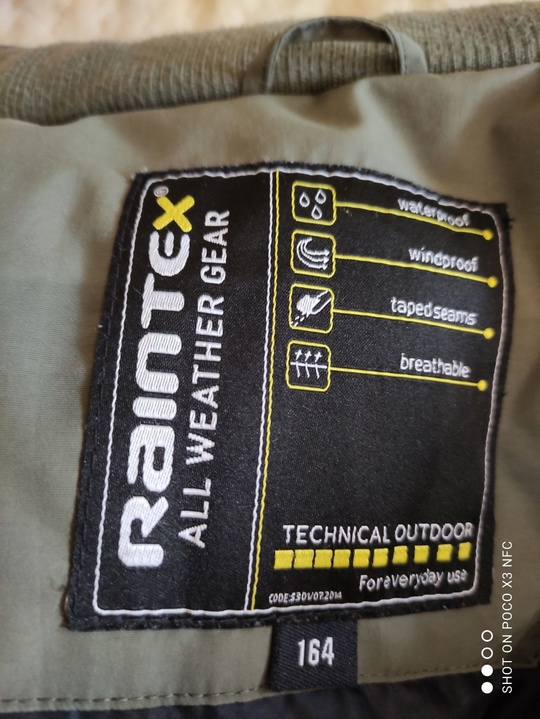 RAINTEX®
ALL WEATHER GEAR
waterproof
windproof
taped seams
breathable
TECHNICAL OUTDOOR
For everyday use
CODE:S30V07.2014
164
SHOT ON POCO X3 NFC